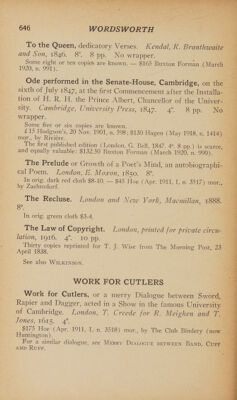 646 WORDSWORTH
To the Queen, dedicatory Verses. Kendal, R. Branthwaite
and Son, 1846. 8°. 8 pp. No wrapper.
Some eight or ten copies are known. — $165 Buxton Forman (March
1920, n. 991).
Ode performed in the Senate-House, Cambridge, on the
sixth of July 1847, at the first Commencement after the Installa-
tion of H. R. H. the Prince Albert, Chancellor of the Univer-
sity. Cambridge, University Press, 1847. 4°. 8 pp. No
wrapper.
Some five or six copies are known.
£15 Hodgson's, 20 Nov. 1901, n. 598; $130 Hagen (May 1918, n. 1414)
mor., by Rivière.
The first published edition (London, G. Bell, 1847. 4°. 8 pp.) is scarce,
and equally valuable: $132.50 Buxton Forman (March 1920, n. 990).
The Prelude or Growth of a Poet's Mind, an autobiographi-
cal Poem. London, E. Moxon, 1850. 8°.
In orig. dark red cloth $8-10. — $45 Hoe (Apr. 1911, I, n. 3517) mor.,
by Zaehnsdorf.
The Recluse. London and New York, Macmillan, 1888.
8°.
In orig. green cloth $3-4.
The Law of Copyright. London, printed for private circu-
lation, 1916. 4°. 10 pp.
Thirty copies reprinted for T. J. Wise from The Morning Post, 23
April 1838.
See also WILKINSON.
WORK FOR CUTLERS
Work for Cutlers, or a merry Dialogue between Sword,
Rapier and Dagger, acted in a Show in the famous University
of Cambridge. London, T. Creede for R. Meighen and T.
Jones, 1615. 4°.
$175 Hoe (Apr. 1911, I, n. 3518) mor., by The Club Bindery (now
Huntington).
For a similar dialogue, see MERRY DIALOGUE BETWEEN BAND, CUFF
AND RUFF.